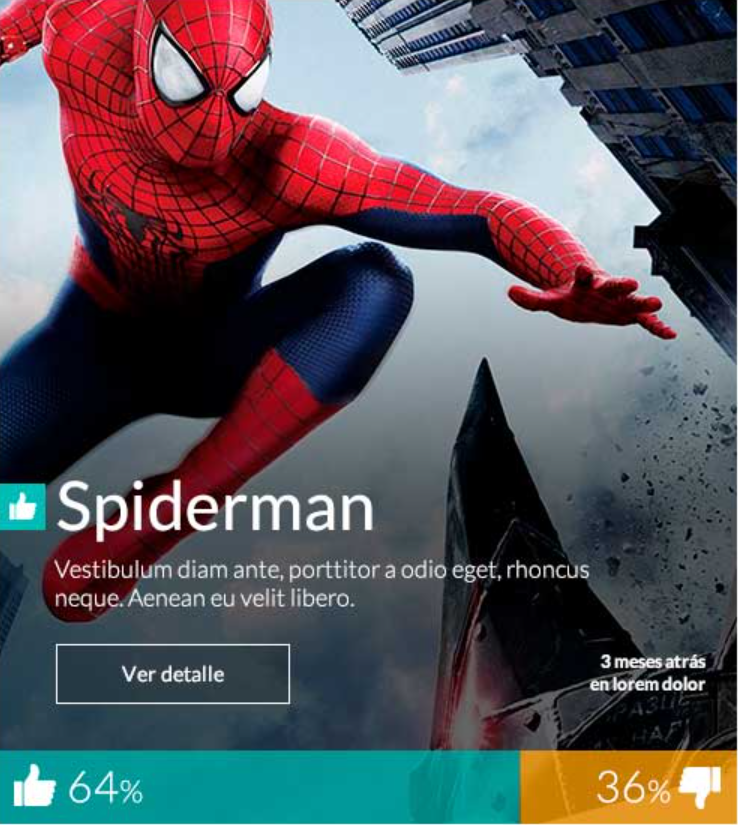 Spiderman
Vestibulum diam ante, porttitor a odio eget, rhoncus
neque. Aenean eu velit libero.
Ver detalle
3 meses atrás
en lorem dolor
64%
36%